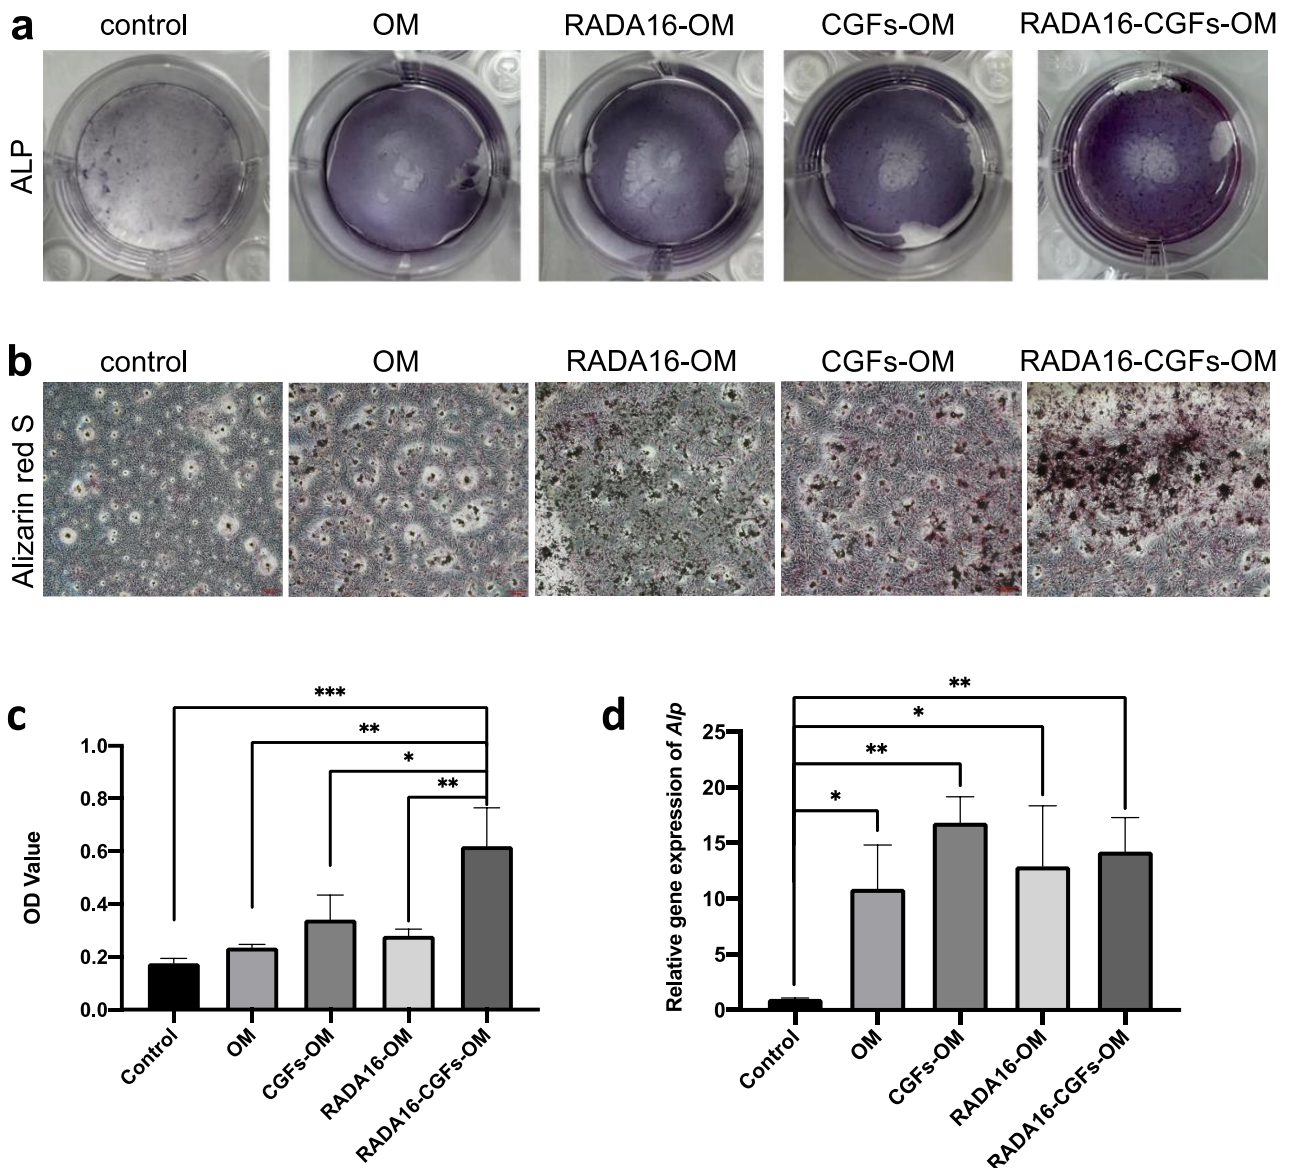 a
control OM RADA16-OM CGFs-OM RADA16-CGFs-OM
ALP
b
control OM RADA16-OM CGFs-OM RADA16-CGFs-OM
Alizarin red S
c
***
**
*
**
OD Value
1.0
0.8
0.6
0.4
0.2
0.0
Control
OM
CGFs-OM
RADA16-OM
RADA16-CGFs-OM
d
**
*
**
*
Relative gene expression of Alp
25
20
15
10
5
0
Control
OM
CGFs-OM
RADA16-OM
RADA16-CGFs-OM